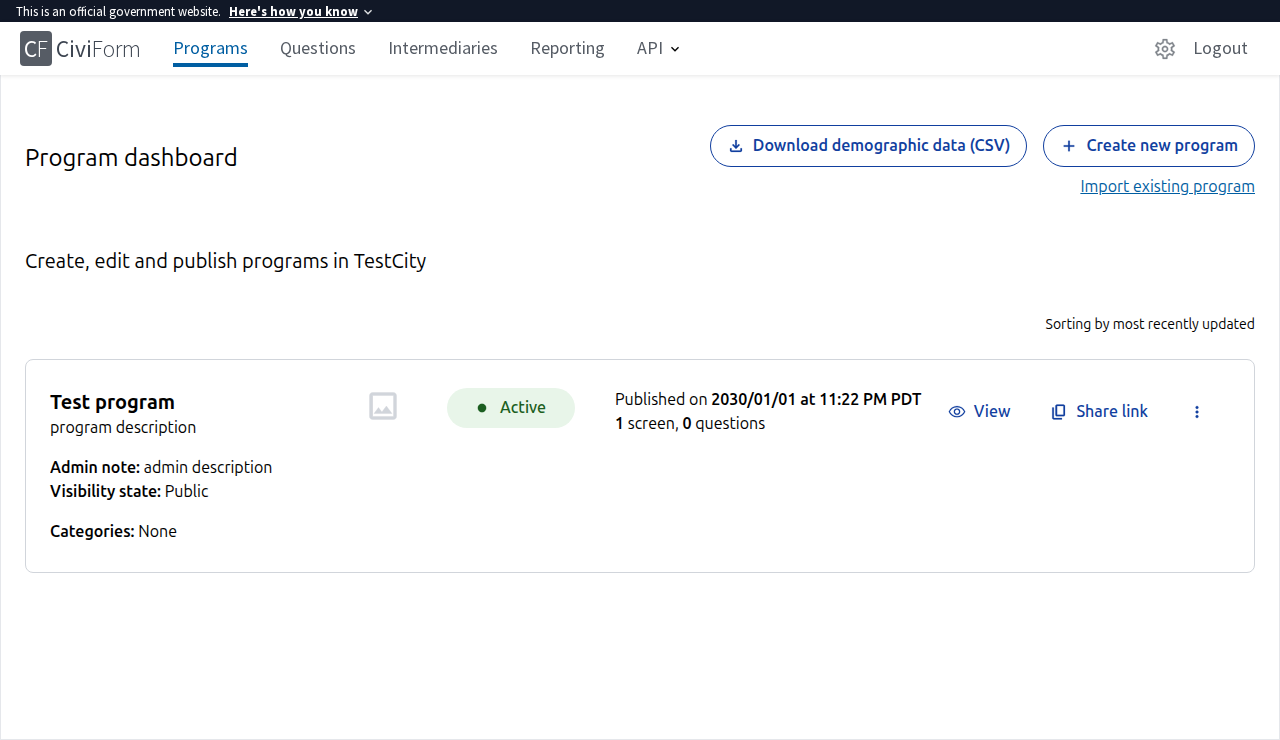 This is an official government website. Here's how you know
CF CiviForm Programs Questions Intermediaries Reporting API Logout
Program dashboard
Download demographic data (CSV) Create new program
Import existing program
Create, edit and publish programs in TestCity
Sorting by most recently updated
Test program
program description
Admin note: admin description
Visibility state: Public
Categories: None
Active
Published on 2030/01/01 at 11:22 PM PDT
1 screen, 0 questions
View
Share link